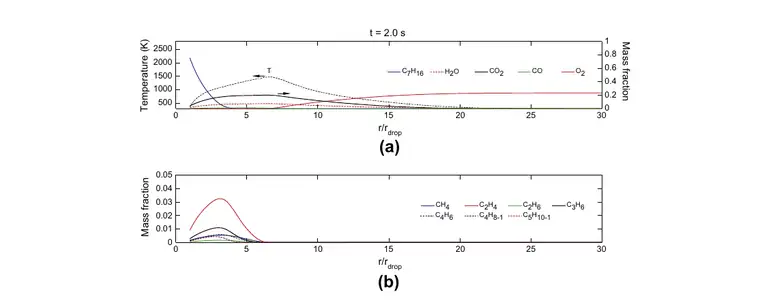 t = 2.0 s
Temperature (K)
2500
2000
1500
1000
500
T
C7H16 H2O CO2 CO O2
1
0.8
0.6
0.4
0.2
0
Mass fraction
0 5 10 15 20 25 30
r/rdrop
(a)
Mass fraction
0.05
0.04
0.03
0.02
0.01
0
CH4 C2H4 C2H6 C3H6
C4H6 C4H8-1 C5H10-1
0 5 10 15 20 25 30
r/rdrop
(b)